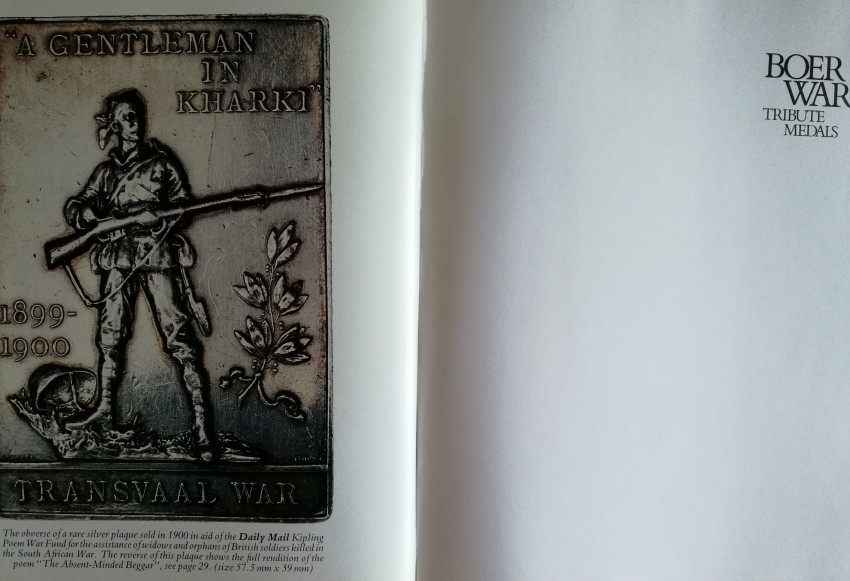 "A GENTLEMAN
IN
KHARKI"
1899-
1900
TRANSVAAL WAR
The obverse of a rare silver plaque sold in 1900 in aid of the Daily Mail Kipling
Poem War Fund for the assistance of widows and orphans of British soldiers killed in
the South African War. The reverse of this plaque shows the full rendition of the
poem "The Absent-Minded Beggar", see page 29. (size 57.5 mm x 39 mm)
BOER
WAR
TRIBUTE
MEDALS